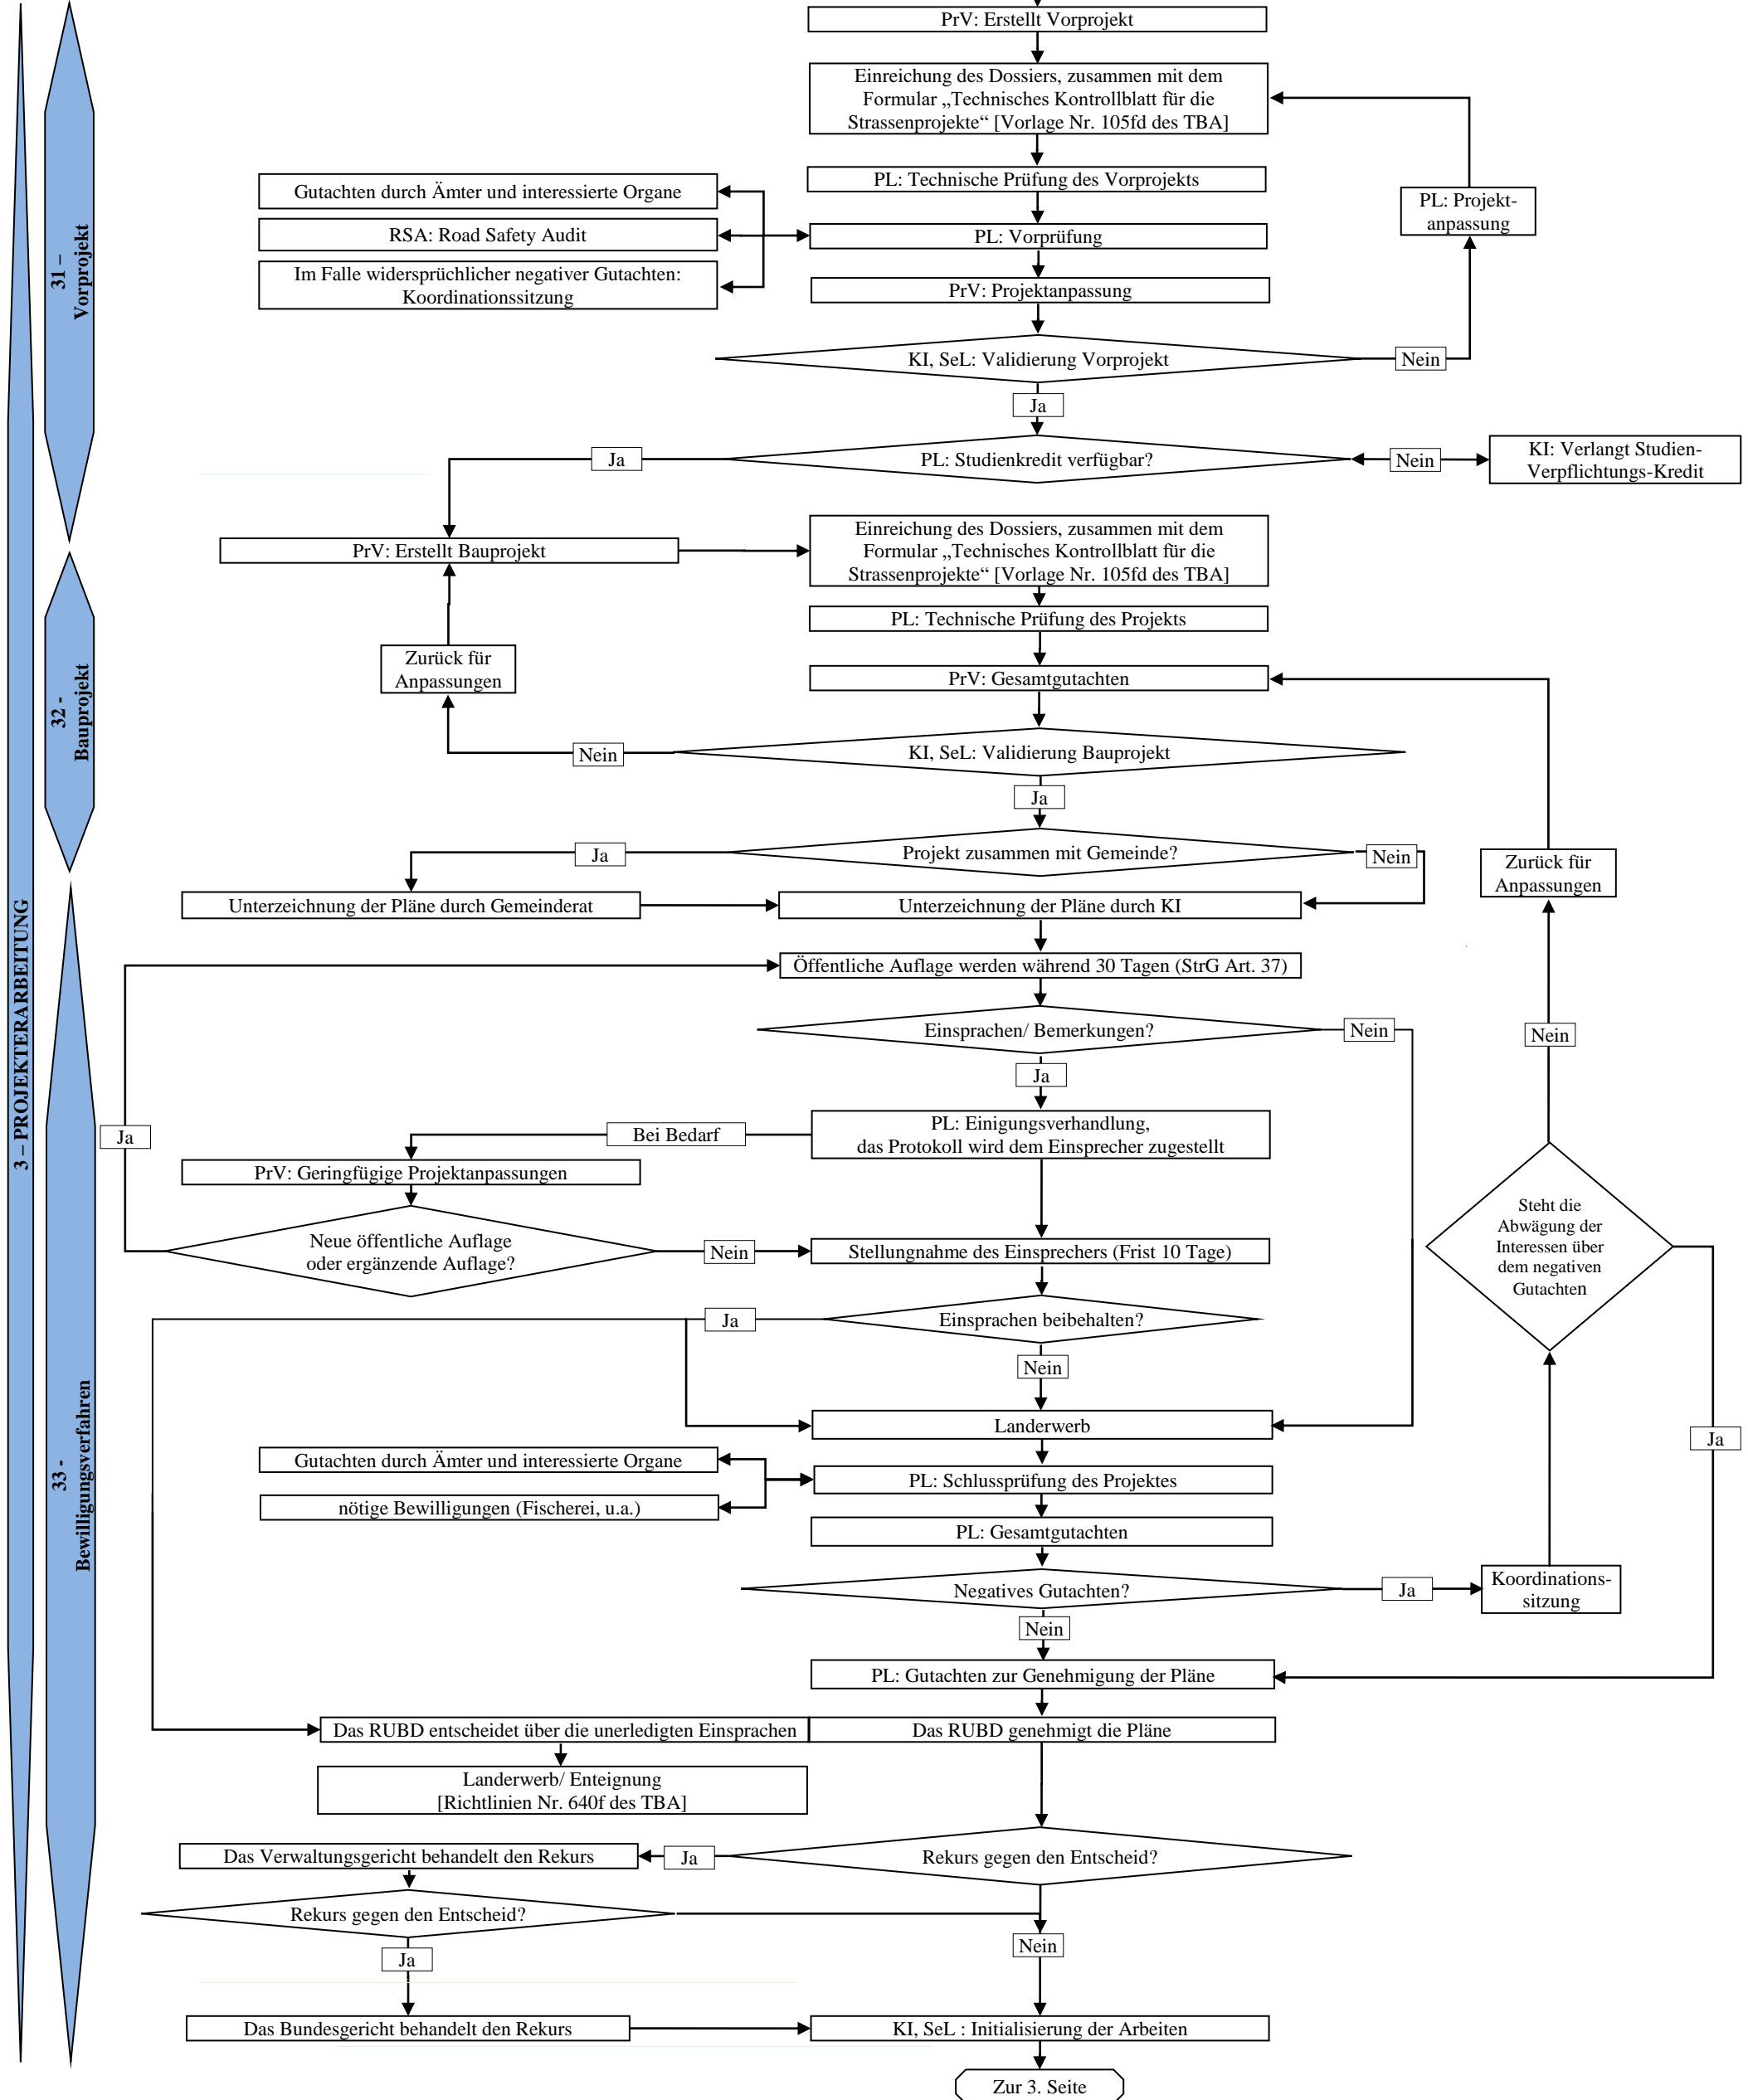 PrV: Erstellt Vorprojekt
Einreichung des Dossiers, zusammen mit dem
Formular „Technisches Kontrollblatt für die
Strassenprojekte“ [Vorlage Nr. 105fd des TBA]
PL: Technische Prüfung des Vorprojekts
Gutachten durch Ämter und interessierte Organe
PL: Projekt-
anpassung
RSA: Road Safety Audit
PL: Vorprüfung
Im Falle widersprüchlicher negativer Gutachten:
Koordinationssitzung
PrV: Projektanpassung
31 –
Vorprojekt
KI, SeL: Validierung Vorprojekt
Nein
Ja
Ja
PL: Studienkredit verfügbar?
Nein
KI: Verlangt Studien-
Verpflichtungs-Kredit
PrV: Erstellt Bauprojekt
Einreichung des Dossiers, zusammen mit dem
Formular „Technisches Kontrollblatt für die
Strassenprojekte“ [Vorlage Nr. 105fd des TBA]
PL: Technische Prüfung des Projekts
Zurück für
Anpassungen
PrV: Gesamtgutachten
32 -
Bauprojekt
Nein
KI, SeL: Validierung Bauprojekt
Ja
Ja
Projekt zusammen mit Gemeinde?
Nein
Zurück für
Anpassungen
Unterzeichnung der Pläne durch Gemeinderat
Unterzeichnung der Pläne durch KI
3 – PROJEKTERARBEITUNG
Öffentliche Auflage werden während 30 Tagen (StrG Art. 37)
Einsprachen/ Bemerkungen?
Nein
Nein
Ja
Ja
Bei Bedarf
PL: Einigungsverhandlung,
das Protokoll wird dem Einsprecher zugestellt
PrV: Geringfügige Projektanpassungen
Steht die
Abwägung der
Interessen über
dem negativen
Gutachten
Neue öffentliche Auflage
oder ergänzende Auflage?
Nein
Stellungnahme des Einsprechers (Frist 10 Tage)
Ja
Einsprachen beibehalten?
Nein
Landerwerb
Ja
33 -
Bewilligungsverfahren
Gutachten durch Ämter und interessierte Organe
PL: Schlussprüfung des Projektes
nötige Bewilligungen (Fischerei, u.a.)
PL: Gesamtgutachten
Negatives Gutachten?
Ja
Koordinations-
sitzung
Nein
PL: Gutachten zur Genehmigung der Pläne
Das RUBD entscheidet über die unerledigten Einsprachen
Das RUBD genehmigt die Pläne
Landerwerb/ Enteignung
[Richtlinien Nr. 640f des TBA]
Das Verwaltungsgericht behandelt den Rekurs
Ja
Rekurs gegen den Entscheid?
Rekurs gegen den Entscheid?
Nein
Ja
Das Bundesgericht behandelt den Rekurs
KI, SeL : Initialisierung der Arbeiten
Zur 3. Seite